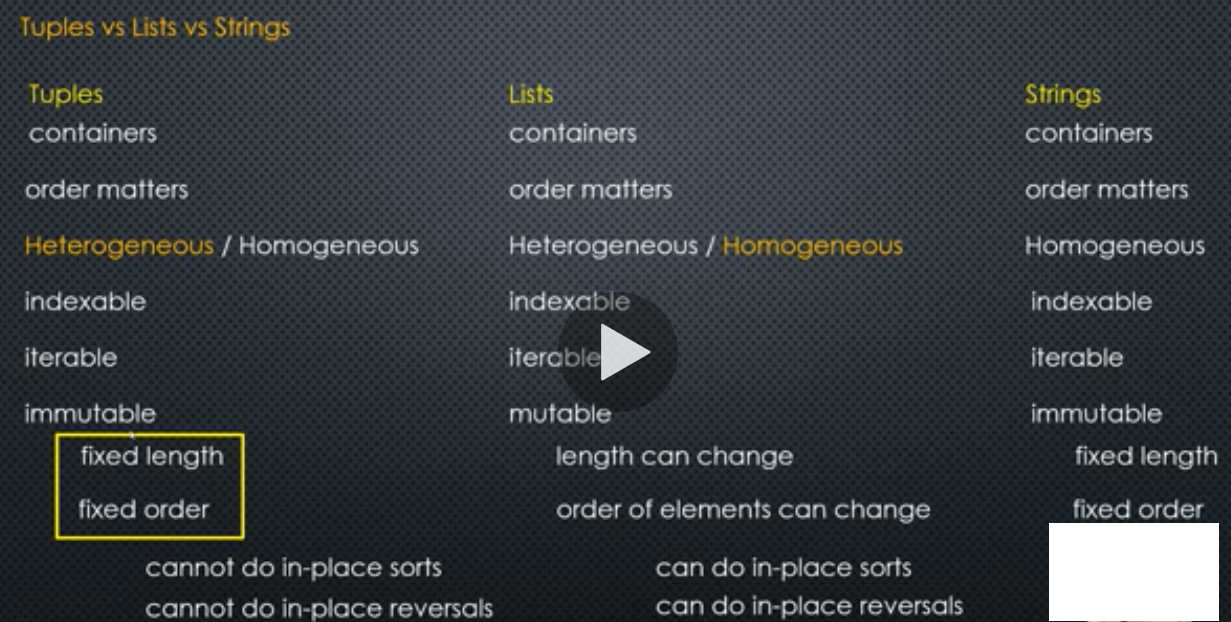 Tuples vs Lists vs Strings
Tuples
containers
order matters
Heterogeneous / Homogeneous
indexable
iterable
immutable
fixed length
fixed order
cannot do in-place sorts
cannot do in-place reversals
Lists
containers
order matters
Heterogeneous / Homogeneous
indexable
iterable
mutable
length can change
order of elements can change
can do in-place sorts
can do in-place reversals
Strings
containers
order matters
Homogeneous
indexable
iterable
immutable
fixed length
fixed order